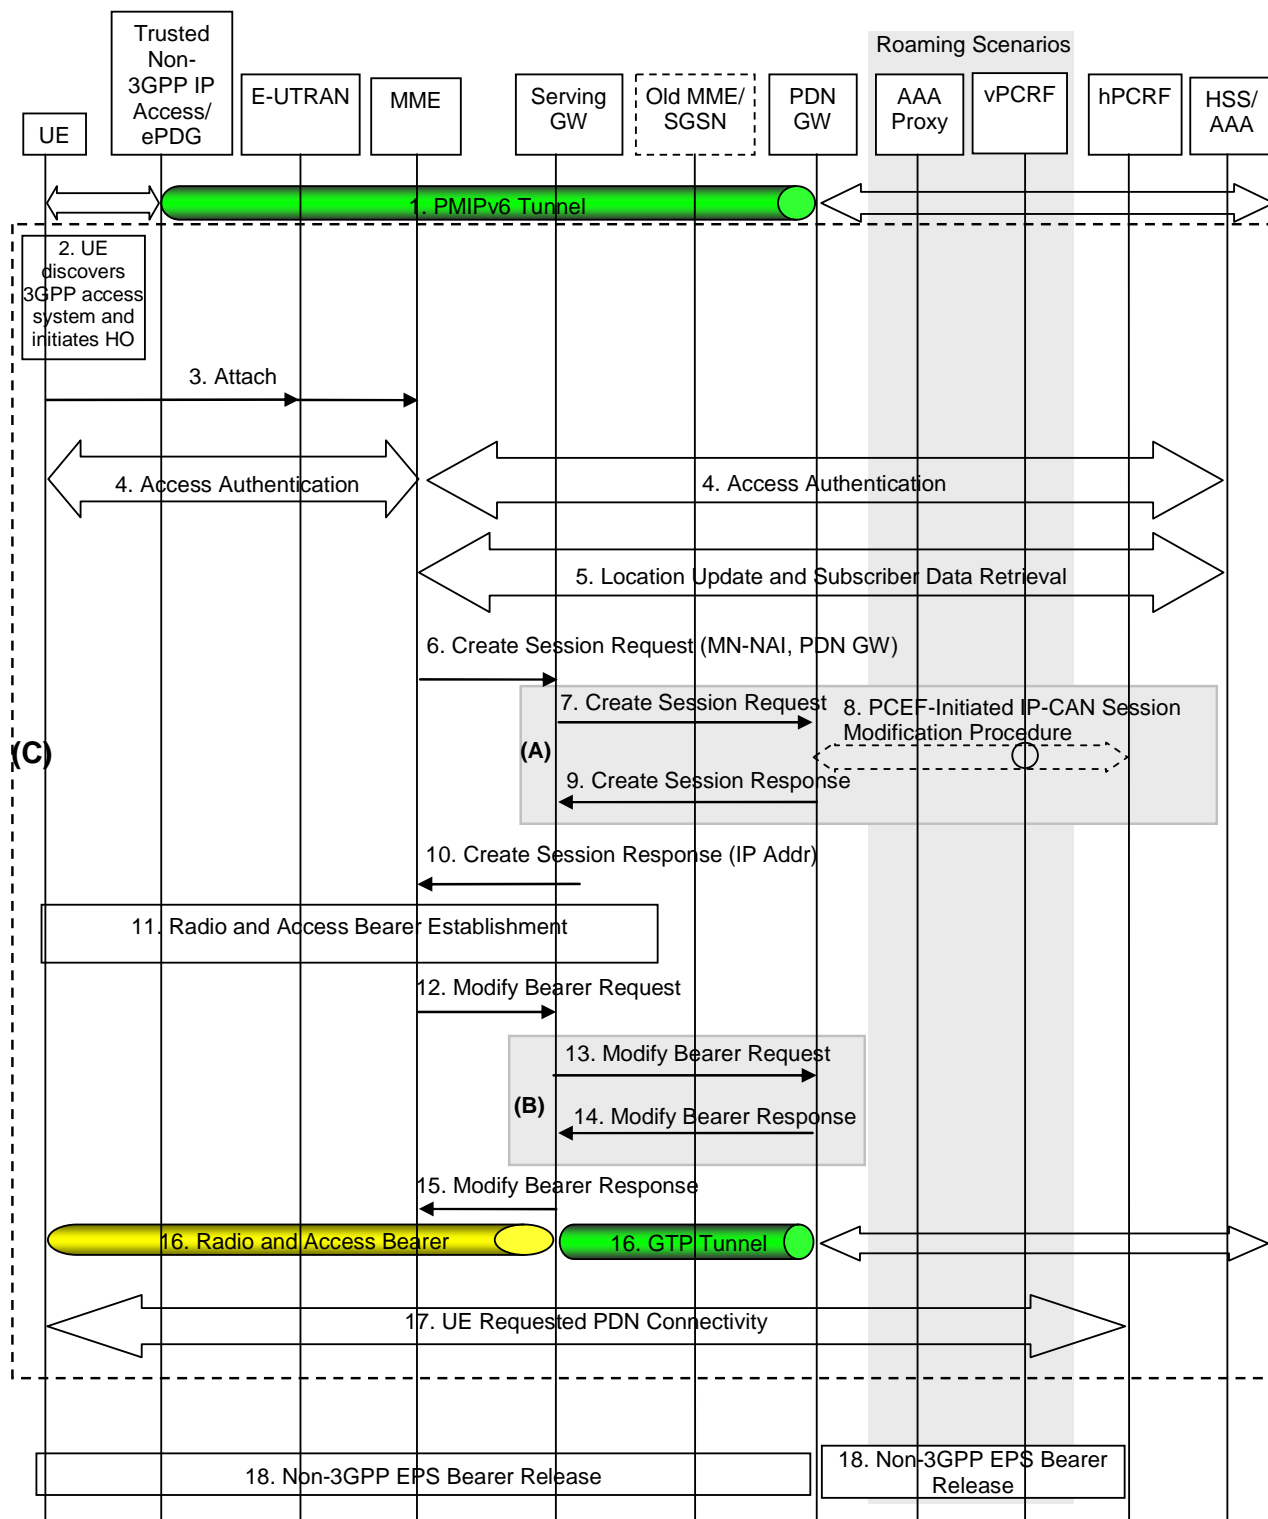 Roaming Scenarios
UE
Trusted
Non-
3GPP IP
Access/
ePDG
E-UTRAN
MME
Serving
GW
Old MME/
SGSN
PDN
GW
AAA
Proxy
vPCRF
hPCRF
HSS/
AAA
1. PMIPv6 Tunnel
2. UE
discovers
3GPP access
system and
initiates HO
3. Attach
4. Access Authentication
4. Access Authentication
5. Location Update and Subscriber Data Retrieval
6. Create Session Request (MN-NAI, PDN GW)
7. Create Session Request
8. PCEF-Initiated IP-CAN Session
Modification Procedure
(C)
(A)
9. Create Session Response
10. Create Session Response (IP Addr)
11. Radio and Access Bearer Establishment
12. Modify Bearer Request
13. Modify Bearer Request
(B)
14. Modify Bearer Response
15. Modify Bearer Response
16. Radio and Access Bearer
16. GTP Tunnel
17. UE Requested PDN Connectivity
18. Non-3GPP EPS Bearer Release
18. Non-3GPP EPS Bearer
Release